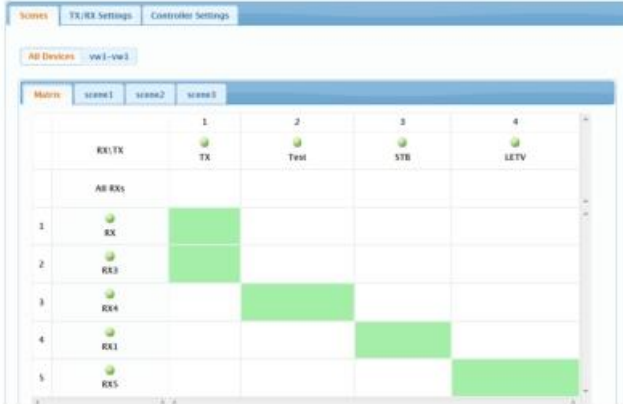 Scenes TX/RX Settings Controller Settings
All Devices vw1-vw1
Matrix scene1 scene2 scene3
1 2 3 4
RX\TX TX Test STB LETV
All RXs
1 RX
2 RX3
3 RX4
4 RX1
5 RX5